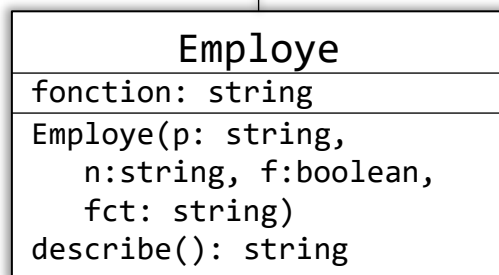 Employe
fonction: string
Employe(p: string,
n:string, f:boolean,
fct: string)
describe(): string